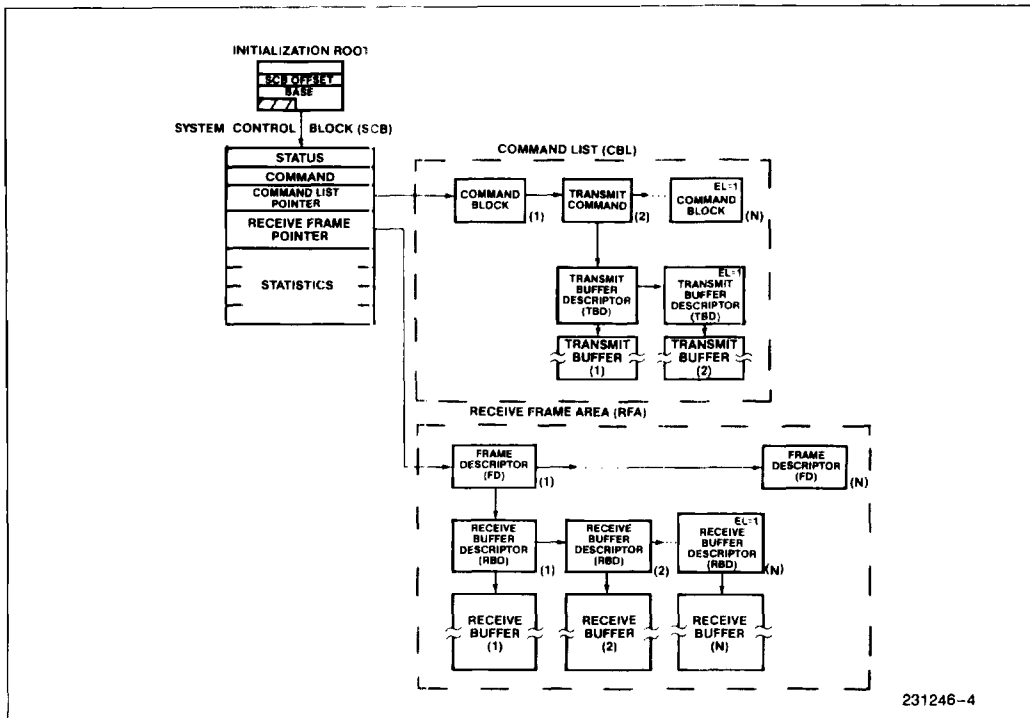 INITIALIZATION ROOT
SCB OFFSET
BASE
SYSTEM CONTROL BLOCK (SCB)
STATUS
COMMAND
COMMAND LIST
POINTER
RECEIVE FRAME
POINTER
STATISTICS
COMMAND LIST (CBL)
COMMAND
BLOCK
(1)
TRANSMIT
COMMAND
(2)
EL=1
COMMAND
BLOCK
(N)
TRANSMIT
BUFFER
DESCRIPTOR
(TBD)
EL=1
TRANSMIT
BUFFER
DESCRIPTOR
(TBD)
TRANSMIT
BUFFER
(1)
TRANSMIT
BUFFER
(2)
RECEIVE FRAME AREA (RFA)
FRAME
DESCRIPTOR
(FD)
(1)
FRAME
DESCRIPTOR
(FD)
(N)
RECEIVE
BUFFER
DESCRIPTOR
(RBD)
(1)
RECEIVE
BUFFER
DESCRIPTOR
(RBD)
(2)
EL=1
RECEIVE
BUFFER
DESCRIPTOR
(RBD)
(N)
RECEIVE
BUFFER
(1)
RECEIVE
BUFFER
(2)
RECEIVE
BUFFER
(N)
231246-4